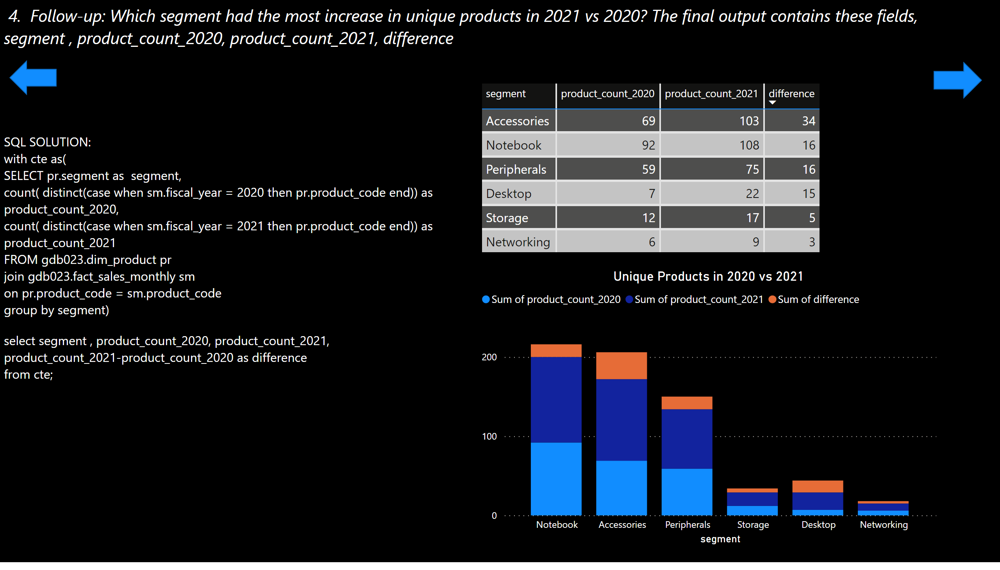 4.  Follow-up: Which segment had the most increase in unique products in 2021 vs 2020? The final output contains these fields,
segment , product_count_2020, product_count_2021, difference
SQL SOLUTION:
with cte as(
SELECT pr.segment as  segment,
count( distinct(case when sm.fiscal_year = 2020 then pr.product_code end)) as
product_count_2020,
count( distinct(case when sm.fiscal_year = 2021 then pr.product_code end)) as
product_count_2021
FROM gdb023.dim_product pr
join gdb023.fact_sales_monthly sm
on pr.product_code = sm.product_code
group by segment)
select segment , product_count_2020, product_count_2021,
product_count_2021-product_count_2020 as difference
from cte;
segment product_count_2020 product_count_2021 difference
Accessories 69 103 34
Notebook 92 108 16
Peripherals 59 75 16
Desktop 7 22 15
Storage 12 17 5
Networking 6 9 3
Unique Products in 2020 vs 2021
Sum of product_count_2020 Sum of product_count_2021 Sum of difference
200
100
0
Notebook Accessories Peripherals Storage Desktop Networking
segment